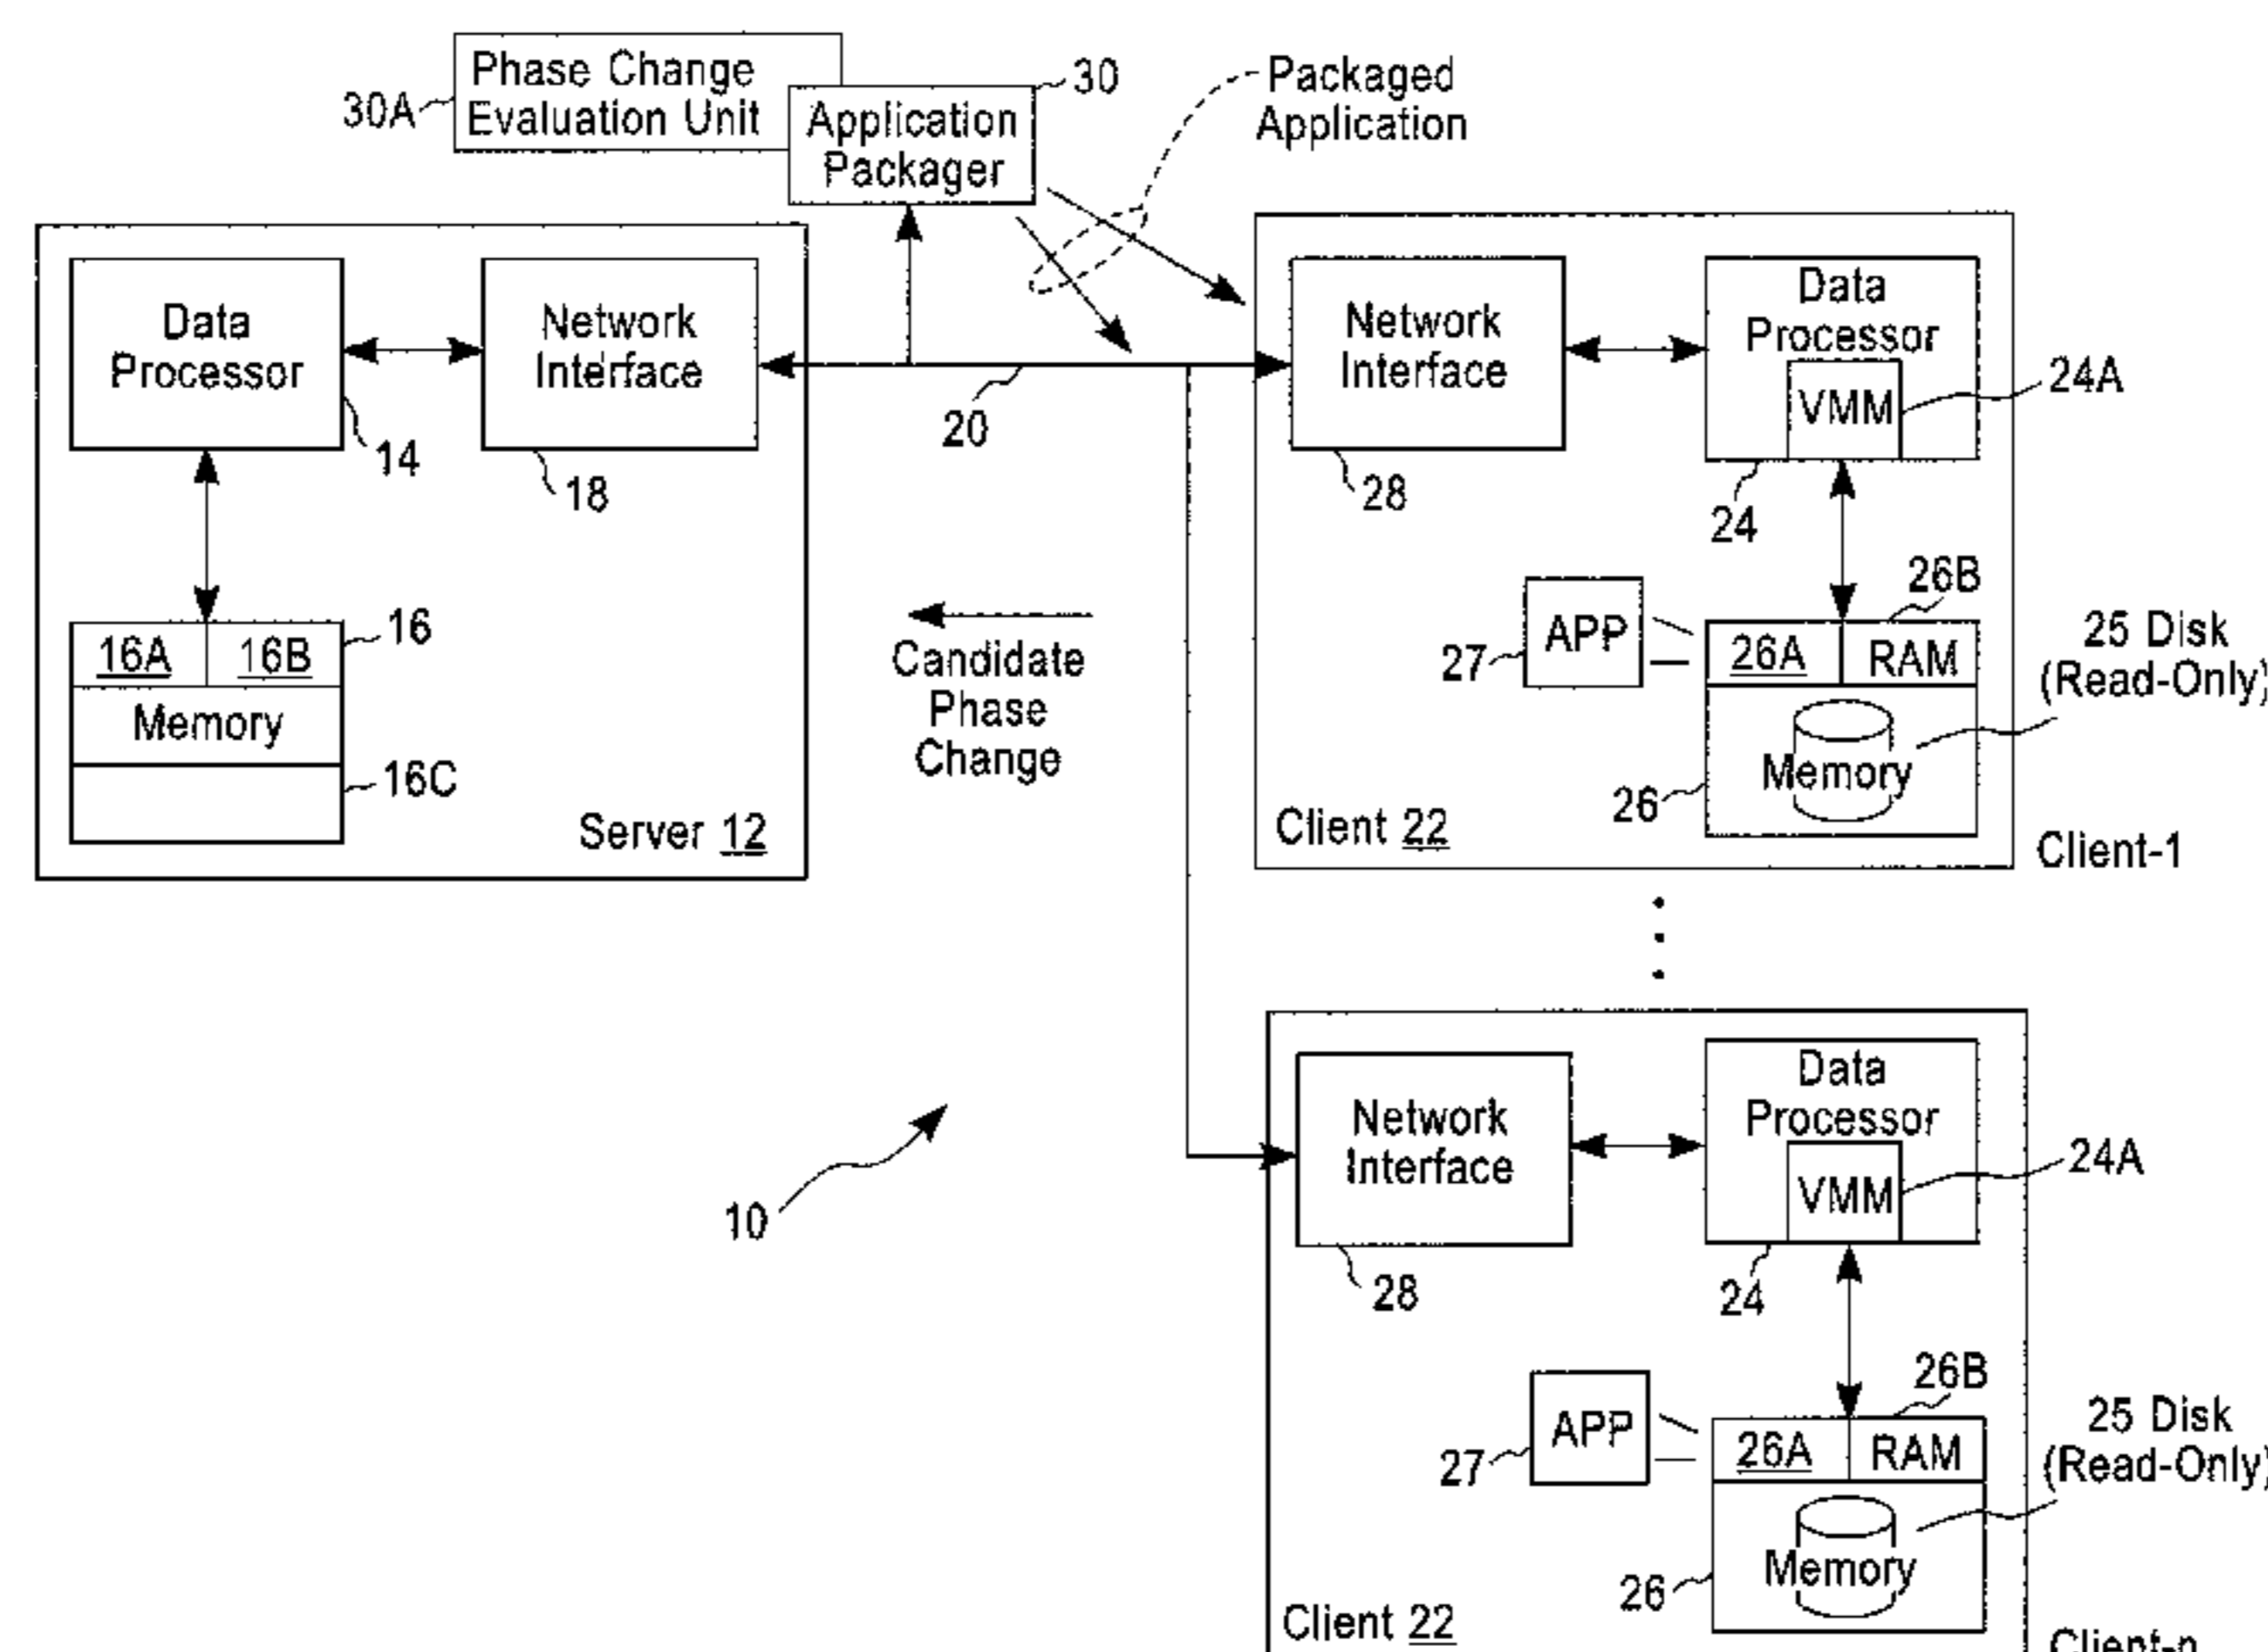 Phase Change
Evaluation Unit
30A
Application
Packager
30
Packaged
Application
Data
Processor
14
Network
Interface
18
16A
16B
16
Memory
16C
Server 12
20
Candidate
Phase
Change
10
Network
Interface
28
Data
Processor
VMM
24A
24
26B
APP
27
26A
RAM
25 Disk
(Read-Only)
Memory
26
Client 22
Client-1
Network
Interface
28
Data
Processor
VMM
24A
24
26B
APP
27
26A
RAM
25 Disk
(Read-Only)
Memory
26
Client 22
Client-n